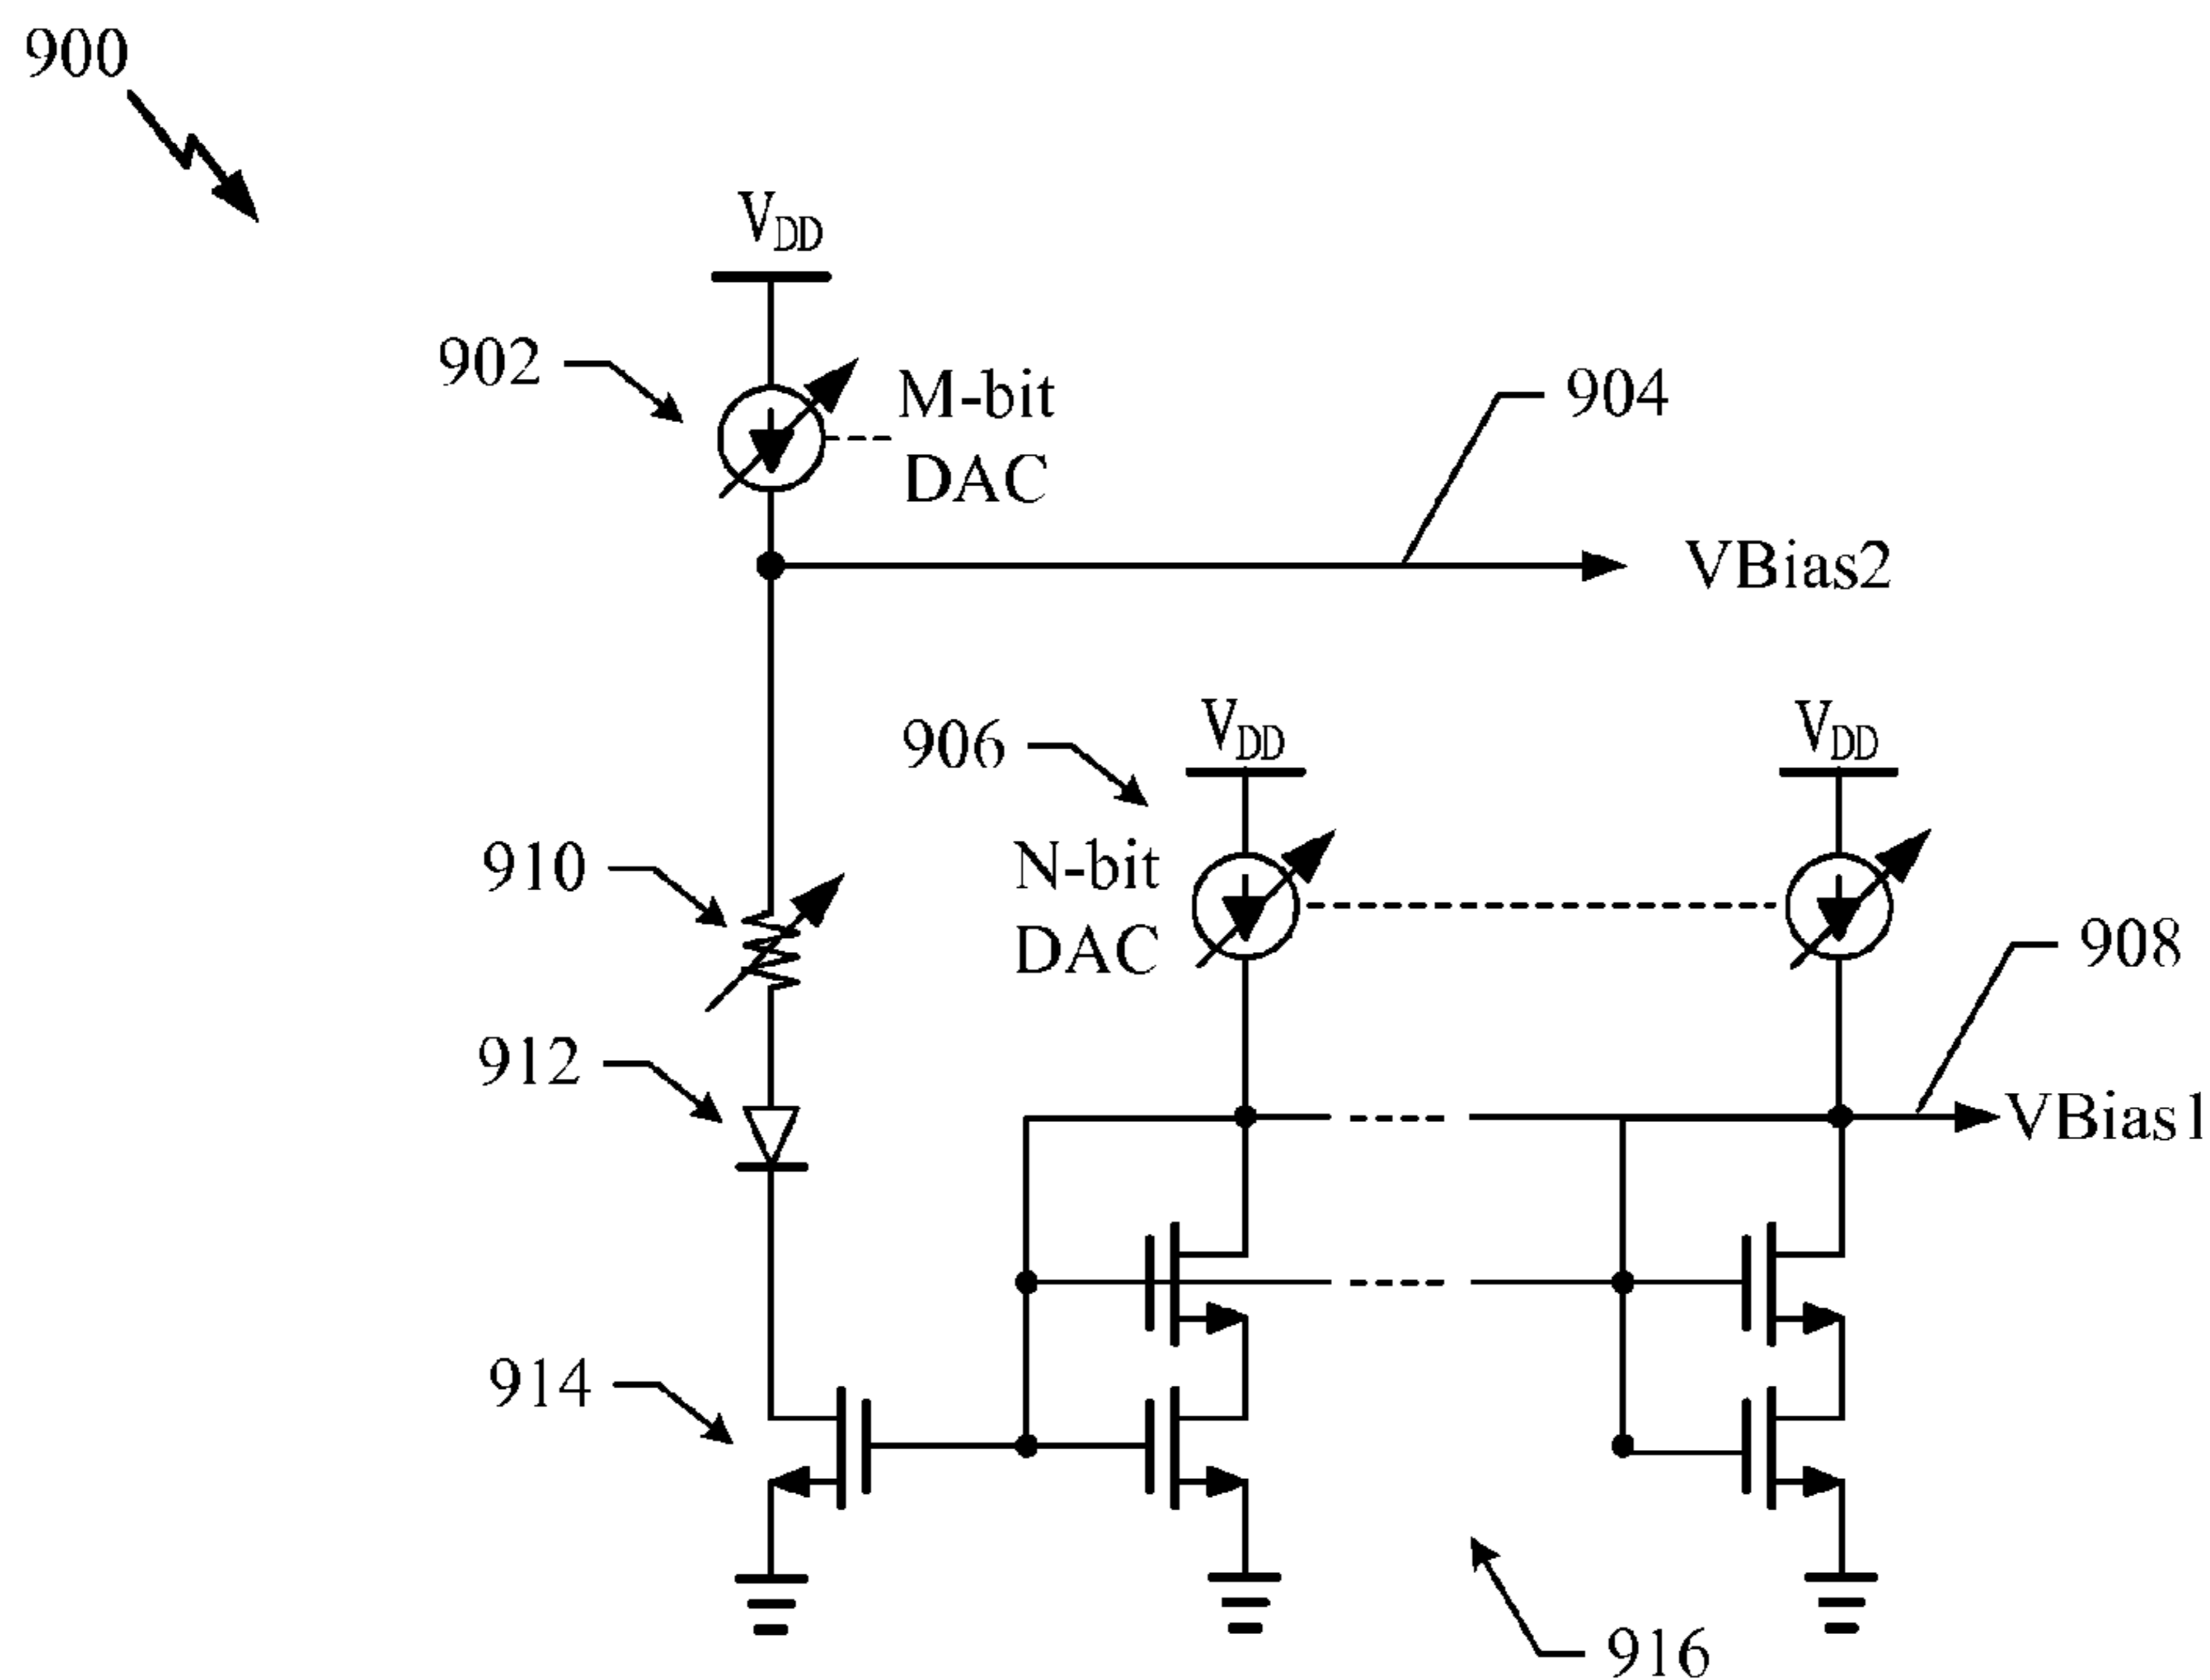 900
VDD
902
M-bit
DAC
904
VBias2
906
VDD
VDD
N-bit
DAC
910
908
912
VBias1
914
916